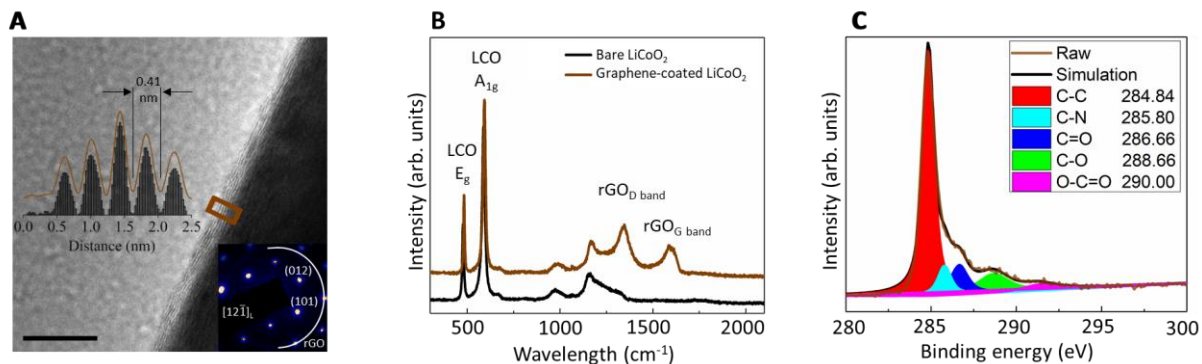 A
0.41
nm
0.0 0.5 1.0 1.5 2.0 2.5
Distance (nm)
(012)
(101)
[121̄]L
rGO
B
Intensity (arb. units)
LCO
Eg
LCO
A1g
Bare LiCoO2
Graphene-coated LiCoO2
rGOD band
rGOG band
500 1000 1500 2000
Wavelength (cm-1)
C
Intensity (arb. units)
Raw
Simulation
C-C 284.84
C-N 285.80
C=O 286.66
C-O 288.66
O-C=O 290.00
280 285 290 295 300
Binding energy (eV)